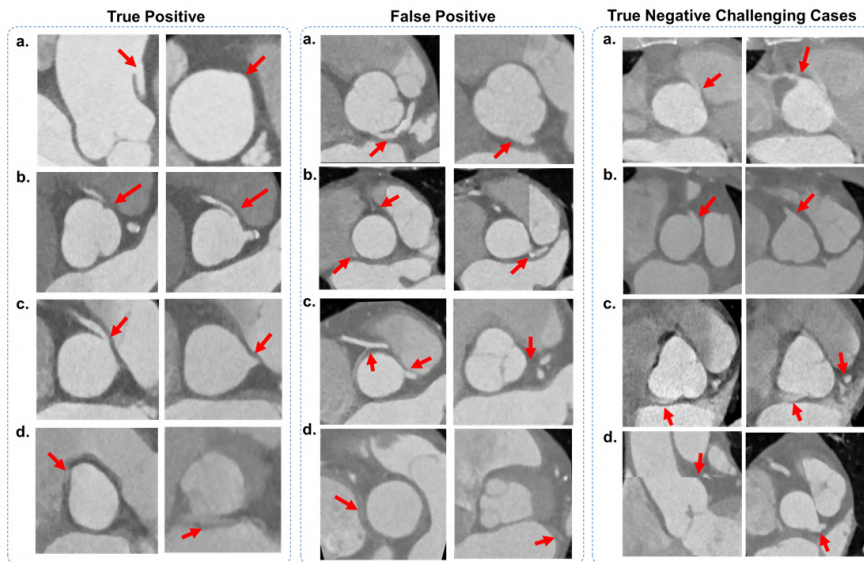 True Positive
a.
b.
c.
d.
False Positive
a.
b.
c.
d.
True Negative Challenging Cases
a.
b.
c.
d.